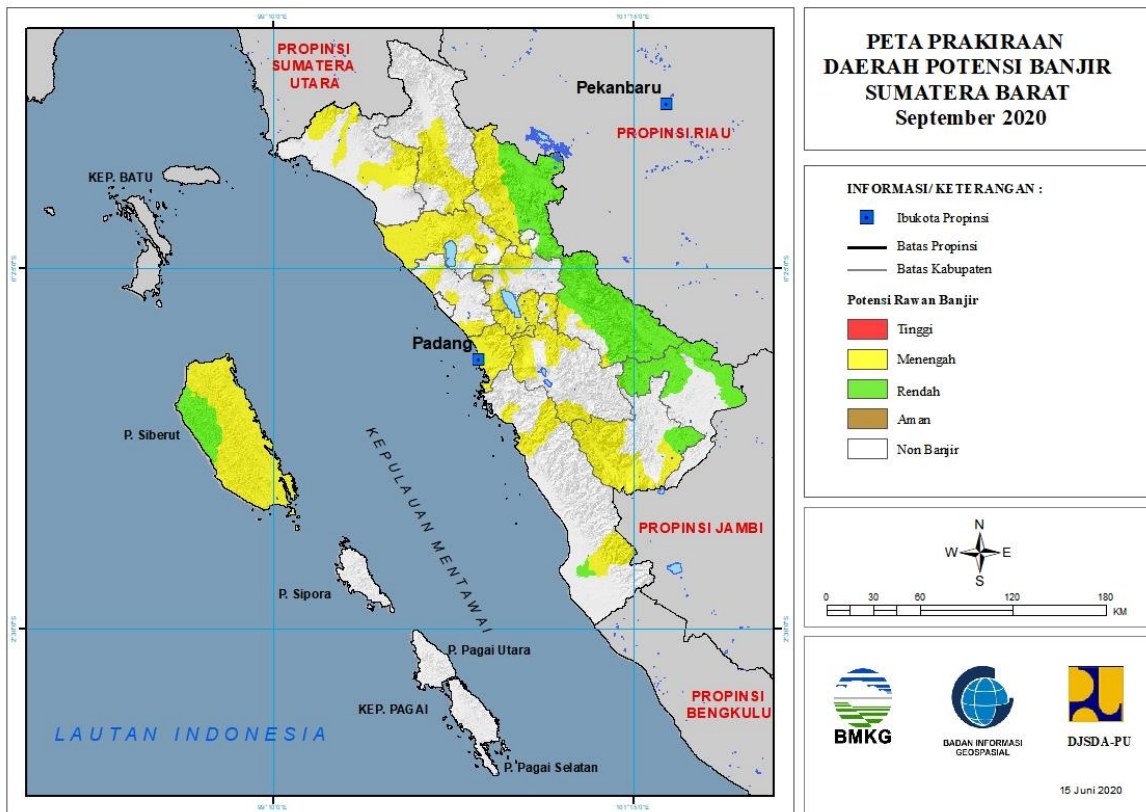 PROPINSI
SUMATERA
UTARA
Pekanbaru
PROPINSI RIAU
KEP. BATU
Padang
P. Siberut
KEPULAUAN MENTAWAI
PROPINSI JAMBI
P. Sipora
P. Pagai Utara
KEP. PAGAI
P. Pagai Selatan
PROPINSI
BENGKULU
LAUTAN INDONESIA
PETA PRAKIRAAN
DAERAH POTENSI BANJIR
SUMATERA BARAT
September 2020
INFORMASI/ KETERANGAN :
Ibukota Propinsi
Batas Propinsi
Batas Kabupaten
Potensi Rawan Banjir
Tinggi
Menengah
Rendah
Aman
Non Banjir
N
W E
S
0 30 60 120 180
KM
BMKG
BADAN INFORMASI
GEOSPASIAL
DJSDA-PU
15 Juni 2020